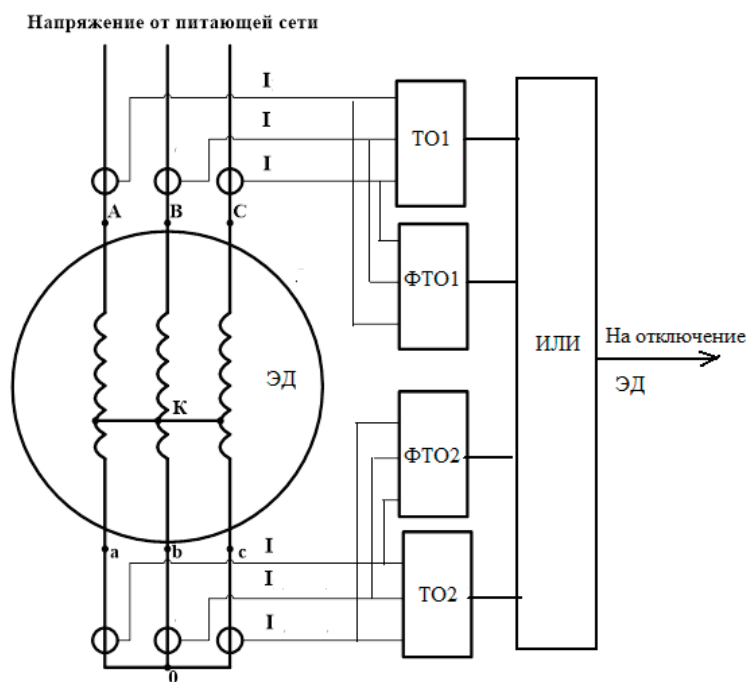 Напряжение от питающей сети
I
I
I
ТО1
A
B
C
ФТО1
ИЛИ
На отключение
ЭД
ЭД
K
ФТО2
a
b
c
I
I
I
ТО2
0